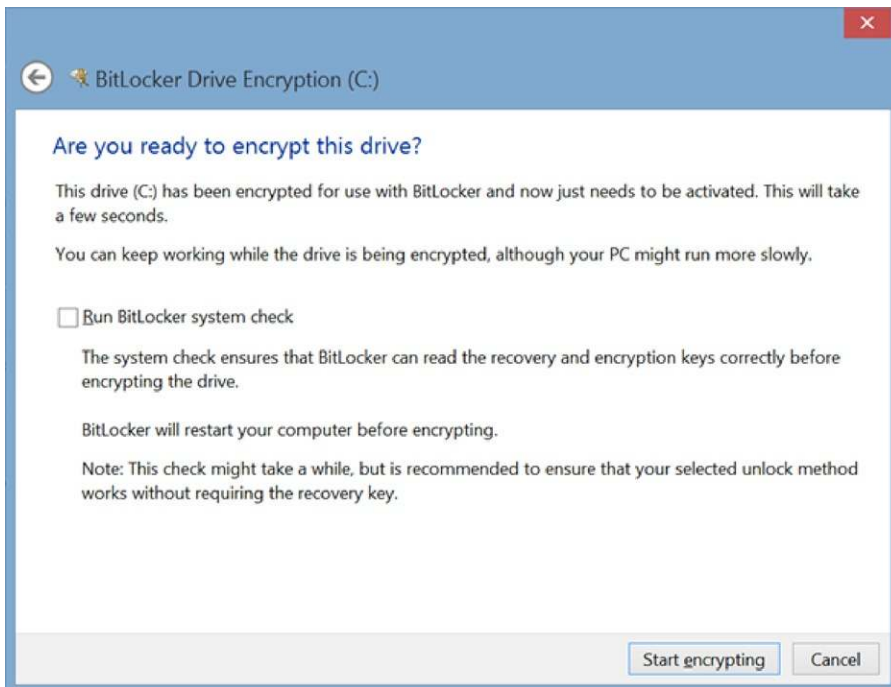 BitLocker Drive Encryption (C:)
Are you ready to encrypt this drive?
This drive (C:) has been encrypted for use with BitLocker and now just needs to be activated. This will take
a few seconds.
You can keep working while the drive is being encrypted, although your PC might run more slowly.
Run BitLocker system check
The system check ensures that BitLocker can read the recovery and encryption keys correctly before
encrypting the drive.
BitLocker will restart your computer before encrypting.
Note: This check might take a while, but is recommended to ensure that your selected unlock method
works without requiring the recovery key.
Start encrypting Cancel